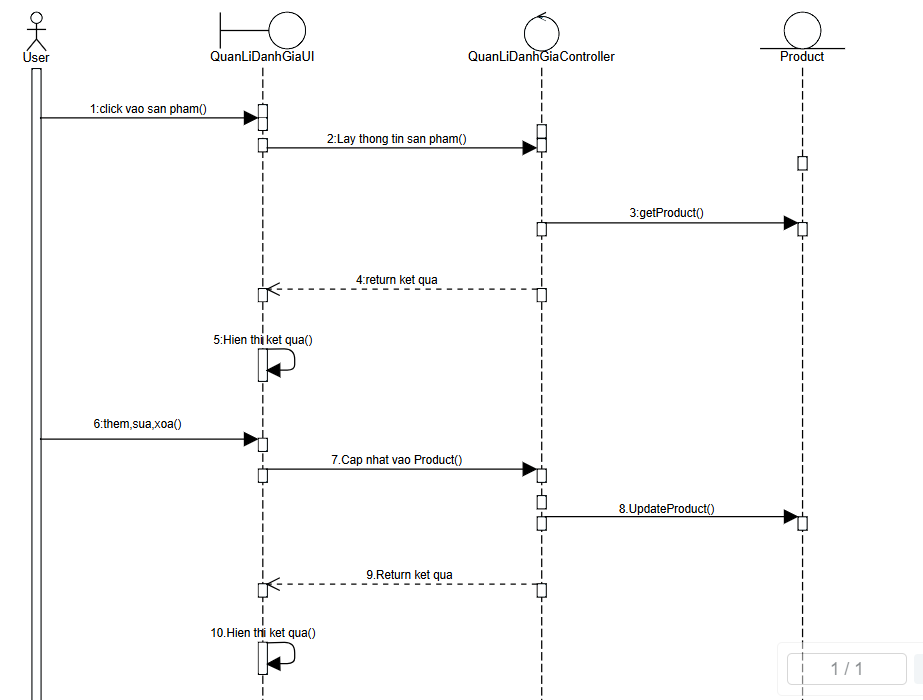 User
QuanLiDanhGiaUI
QuanLiDanhGiaController
Product
1:click vao san pham()
2:Lay thong tin san pham()
3:getProduct()
4:return ket qua
5:Hien thi ket qua()
6:them,sua,xoa()
7.Cap nhat vao Product()
8.UpdateProduct()
9.Return ket qua
10.Hien thi ket qua()
1 / 1